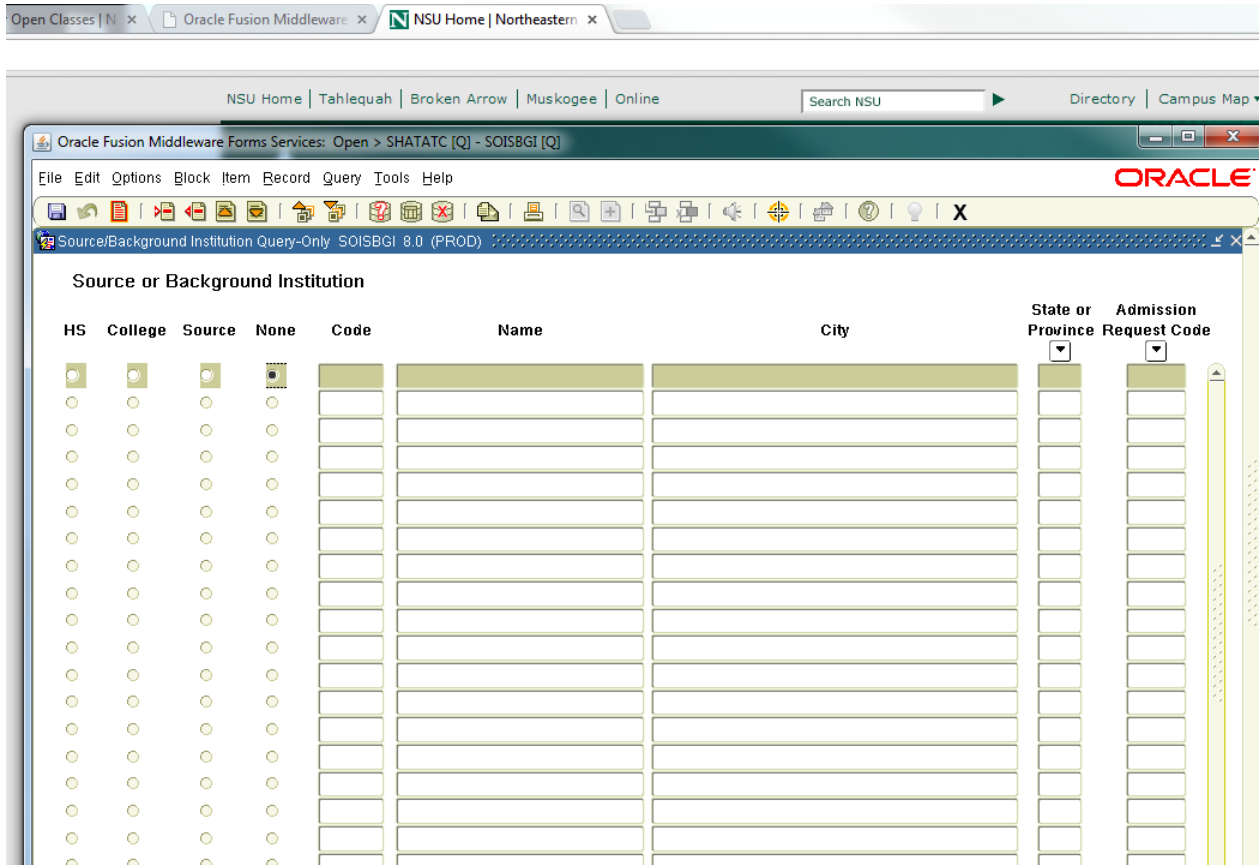 Open Classes | N
Oracle Fusion Middleware
NSU Home | Northeastern
NSU Home | Tahlequah | Broken Arrow | Muskogee | Online
Search NSU
Directory | Campus Map
Oracle Fusion Middleware Forms Services: Open > SHATATC [Q] - SOISBGI [Q]
File Edit Options Block Item Record Query Tools Help
ORACLE
X
Source/Background Institution Query-Only SOISBGI 8.0 (PROD)
Source or Background Institution
HS College Source None Code Name City State or Province Admission Request Code